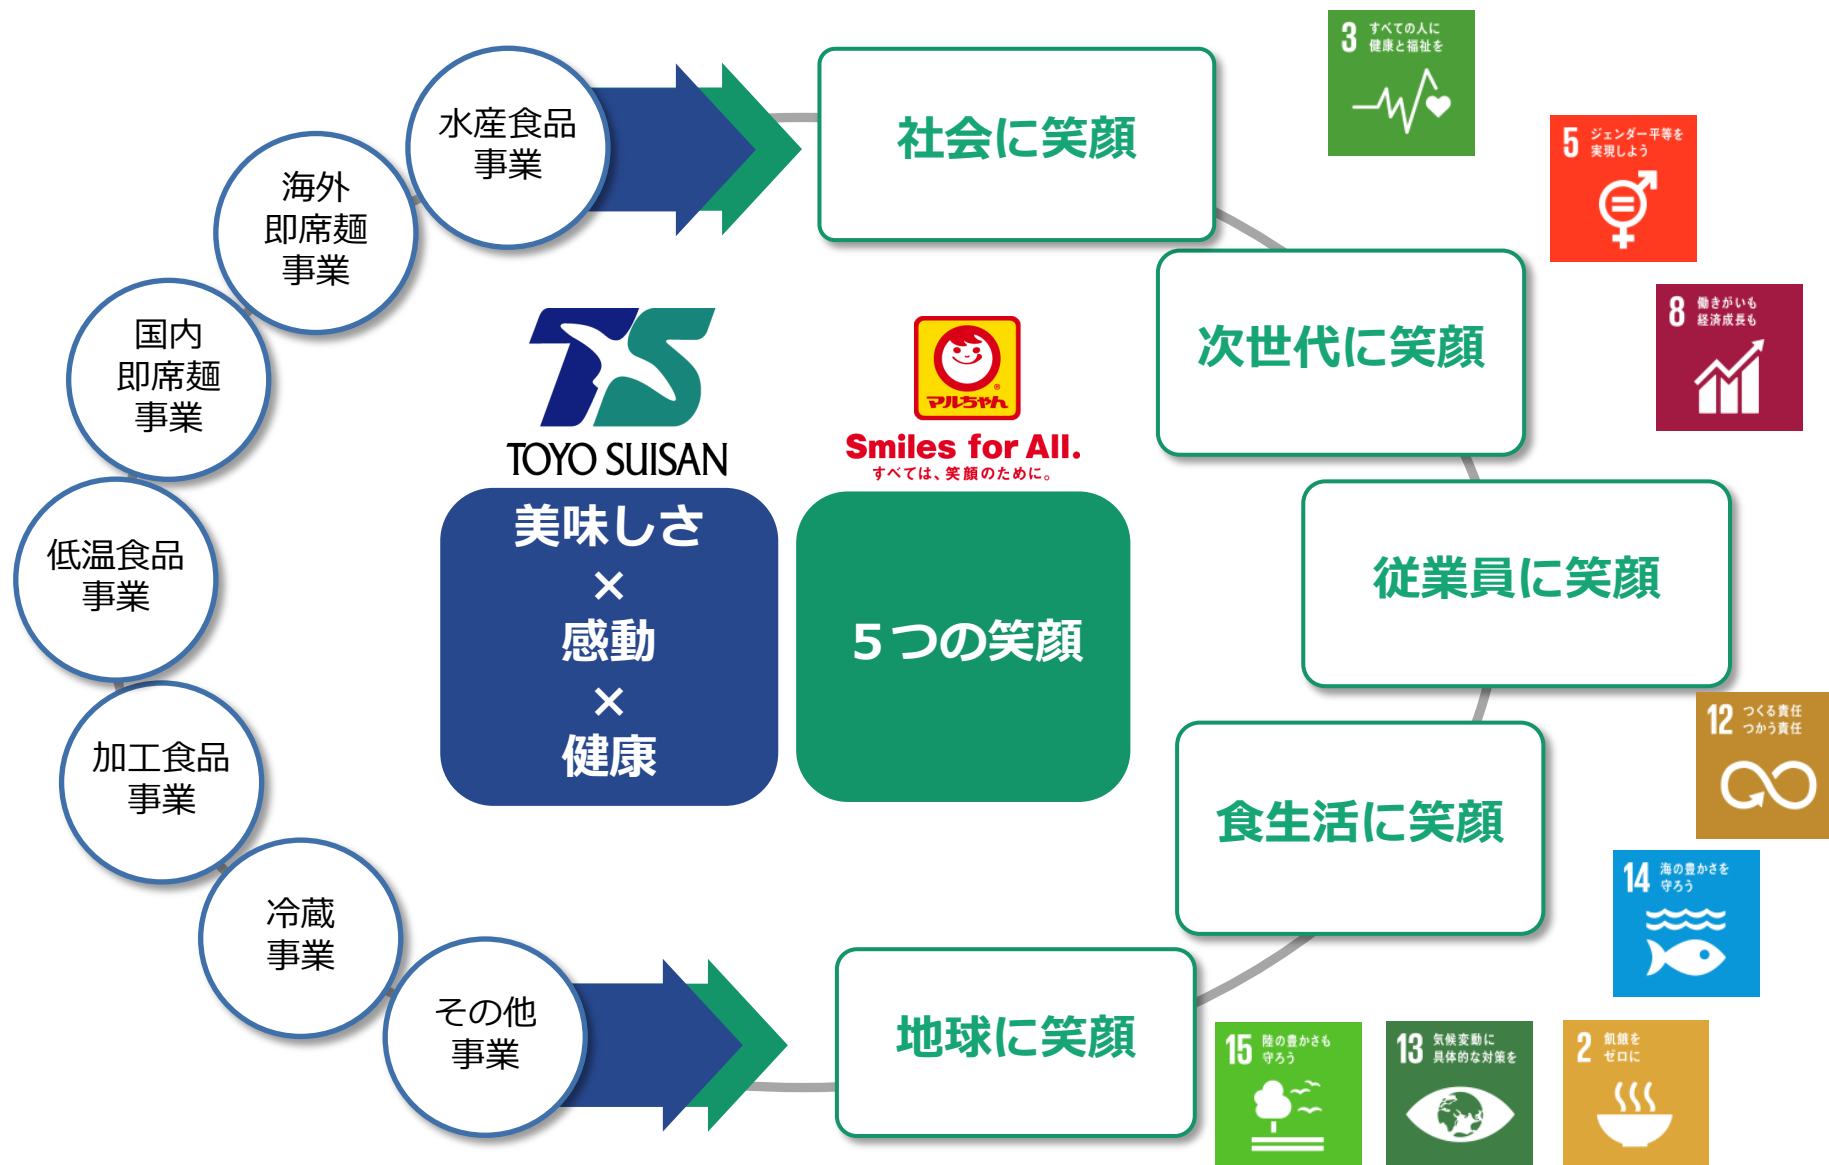 水産食品
事業
海外
即席麺
事業
国内
即席麺
事業
低温食品
事業
加工食品
事業
冷蔵
事業
その他
事業
TOYO SUISAN
美味しさ
×
感動
×
健康
マルちゃん
®
Smiles for All.
すべては、笑顔のために。
５つの笑顔
社会に笑顔
次世代に笑顔
従業員に笑顔
食生活に笑顔
地球に笑顔
3 すべての人に
健康と福祉を
5 ジェンダー平等を
実現しよう
8 働きがいも
経済成長も
12 つくる責任
つかう責任
14 海の豊かさを
守ろう
15 陸の豊かさも
守ろう
13 気候変動に
具体的な対策を
2 飢餓を
ゼロに